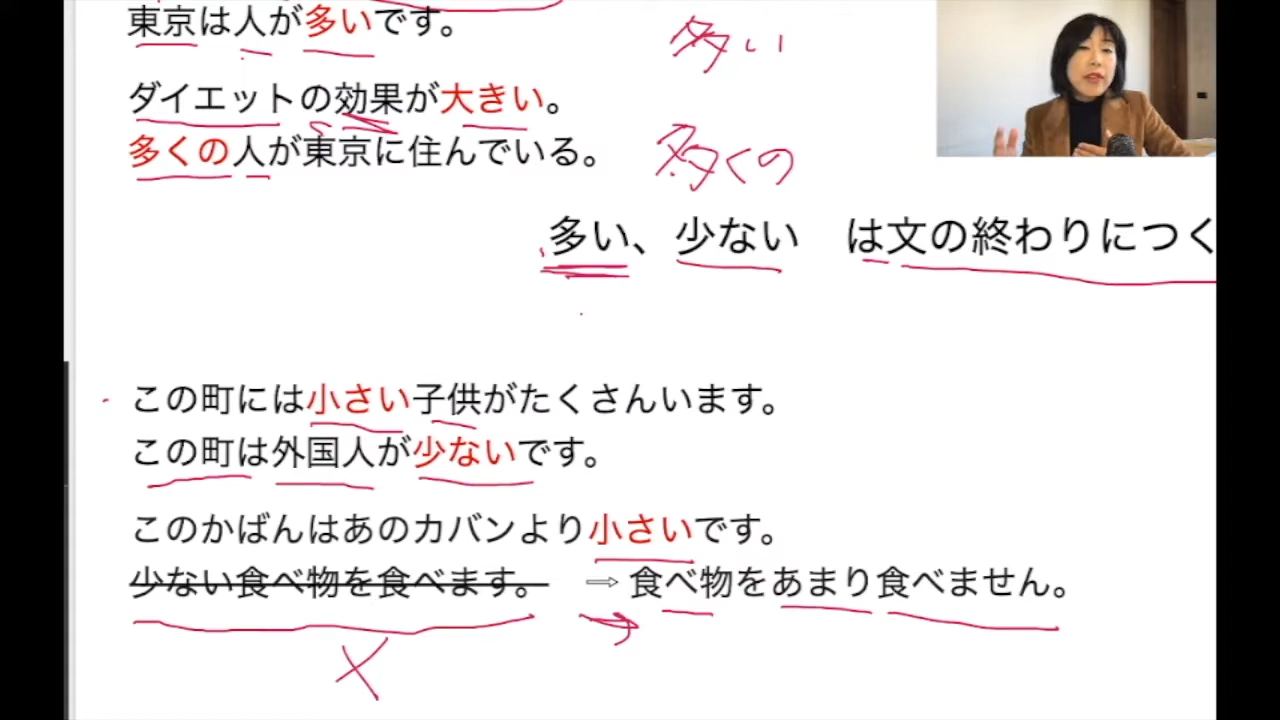 東京は人が多いです。
多い
ダイエットの効果が大きい。
多くの人が東京に住んでいる。
多くの
多い、少ない　は文の終わりにつく
この町には小さい子供がたくさんいます。
この町は外国人が少ないです。
このかばんはあのカバンより小さいです。
少ない食べ物を食べます。　⇒ 食べ物をあまり食べません。